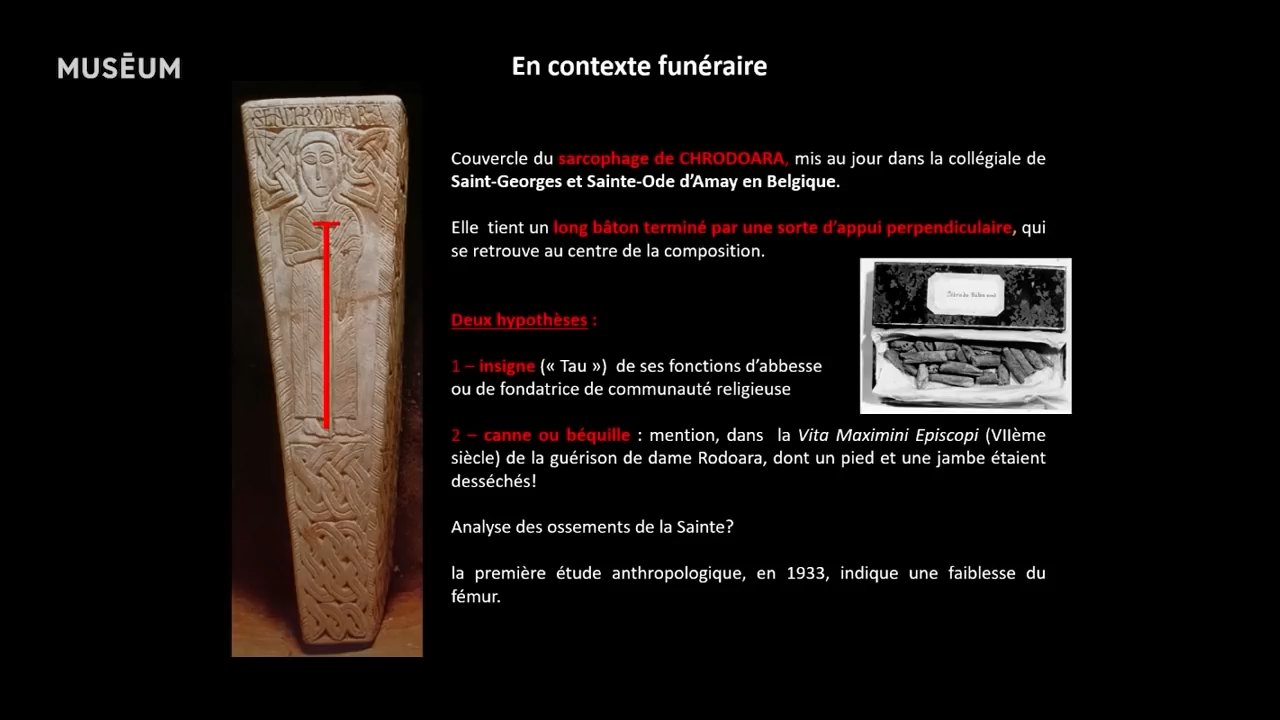 MUSĒUM
En contexte funéraire
SCACHRODOARA
Couvercle du sarcophage de CHRODOARA, mis au jour dans la collégiale de
Saint-Georges et Sainte-Ode d’Amay en Belgique.
Elle tient un long bâton terminé par une sorte d’appui perpendiculaire, qui
se retrouve au centre de la composition.
Deux hypothèses :
1 – insigne (« Tau ») de ses fonctions d’abbesse
ou de fondatrice de communauté religieuse
2 – canne ou béquille : mention, dans la Vita Maximini Episcopi (VIIème
siècle) de la guérison de dame Rodoara, dont un pied et une jambe étaient
desséchés!
Analyse des ossements de la Sainte?
la première étude anthropologique, en 1933, indique une faiblesse du
fémur.